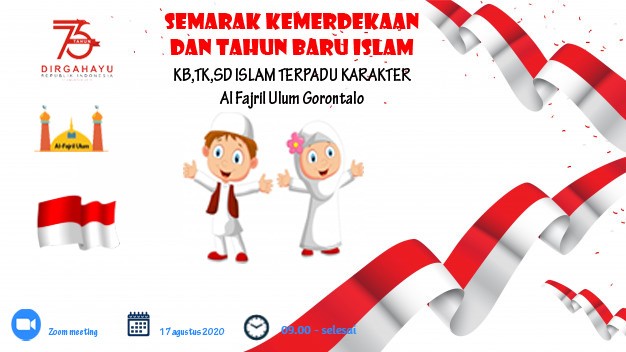 SEMARAK KEMERDEKAAN
DAN TAHUN BARU ISLAM
KB,TK,SD ISLAM TERPADU KARAKTER
Al Fajril Ulum Gorontalo
75
TAHUN
DIRGAHAYU
REPUBLIK INDONESIA
Al-Fajril Ulum
Zoom meeting
17 agustus 2020
09.00 - selesai